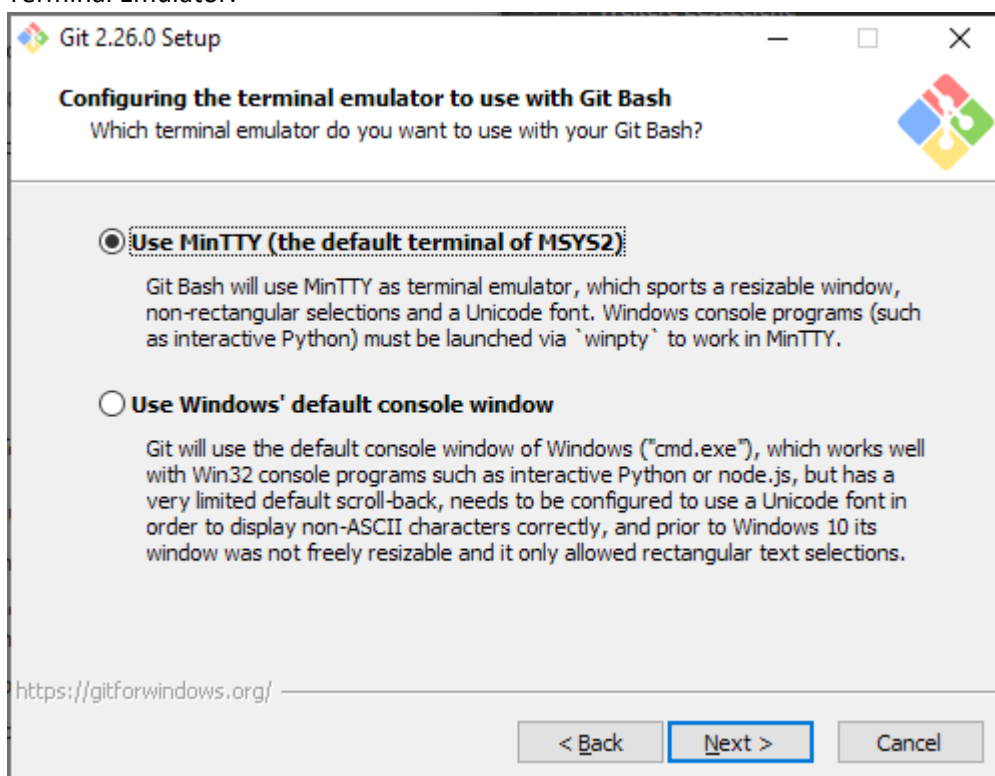 Terminal Emulator:
Git 2.26.0 Setup
Configuring the terminal emulator to use with Git Bash
Which terminal emulator do you want to use with your Git Bash?
Use MinTTY (the default terminal of MSYS2)
Git Bash will use MinTTY as terminal emulator, which sports a resizable window,
non-rectangular selections and a Unicode font. Windows console programs (such
as interactive Python) must be launched via `winpty` to work in MinTTY.
Use Windows' default console window
Git will use the default console window of Windows ("cmd.exe"), which works well
with Win32 console programs such as interactive Python or node.js, but has a
very limited default scroll-back, needs to be configured to use a Unicode font in
order to display non-ASCII characters correctly, and prior to Windows 10 its
window was not freely resizable and it only allowed rectangular text selections.
https://gitforwindows.org/
< Back Next > Cancel